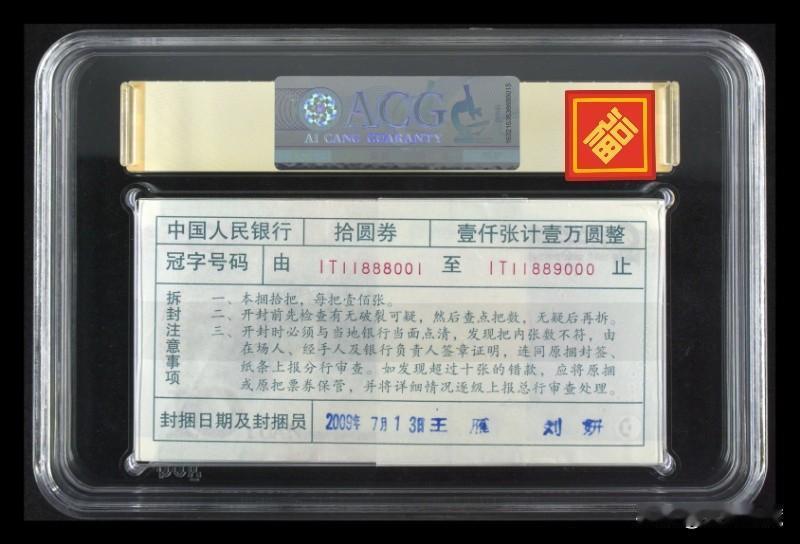 ACG
AI CANG GUARANTY
福
中国人民银行 拾圆券 壹仟张计壹万圆整
冠字号码 由 IT11888001 至 IT11889000 止
拆封注意事项
一、本捆拾把，每把壹佰张。
二、开封前先检查有无破裂可疑，然后查点把数，无疑后再拆。
三、开封时必须与当地银行当面点清，发现把内张数不符，由
在场人、经手人及银行负责人签章证明，连同原捆封签、
纸条上报分行审查。如发现超过十张的错款，应将原捆
或原把票券保管，并将详细情况逐级上报总行审查处理。
封捆日期及封捆员 2009年 7月13日 王 雁 刘 妍